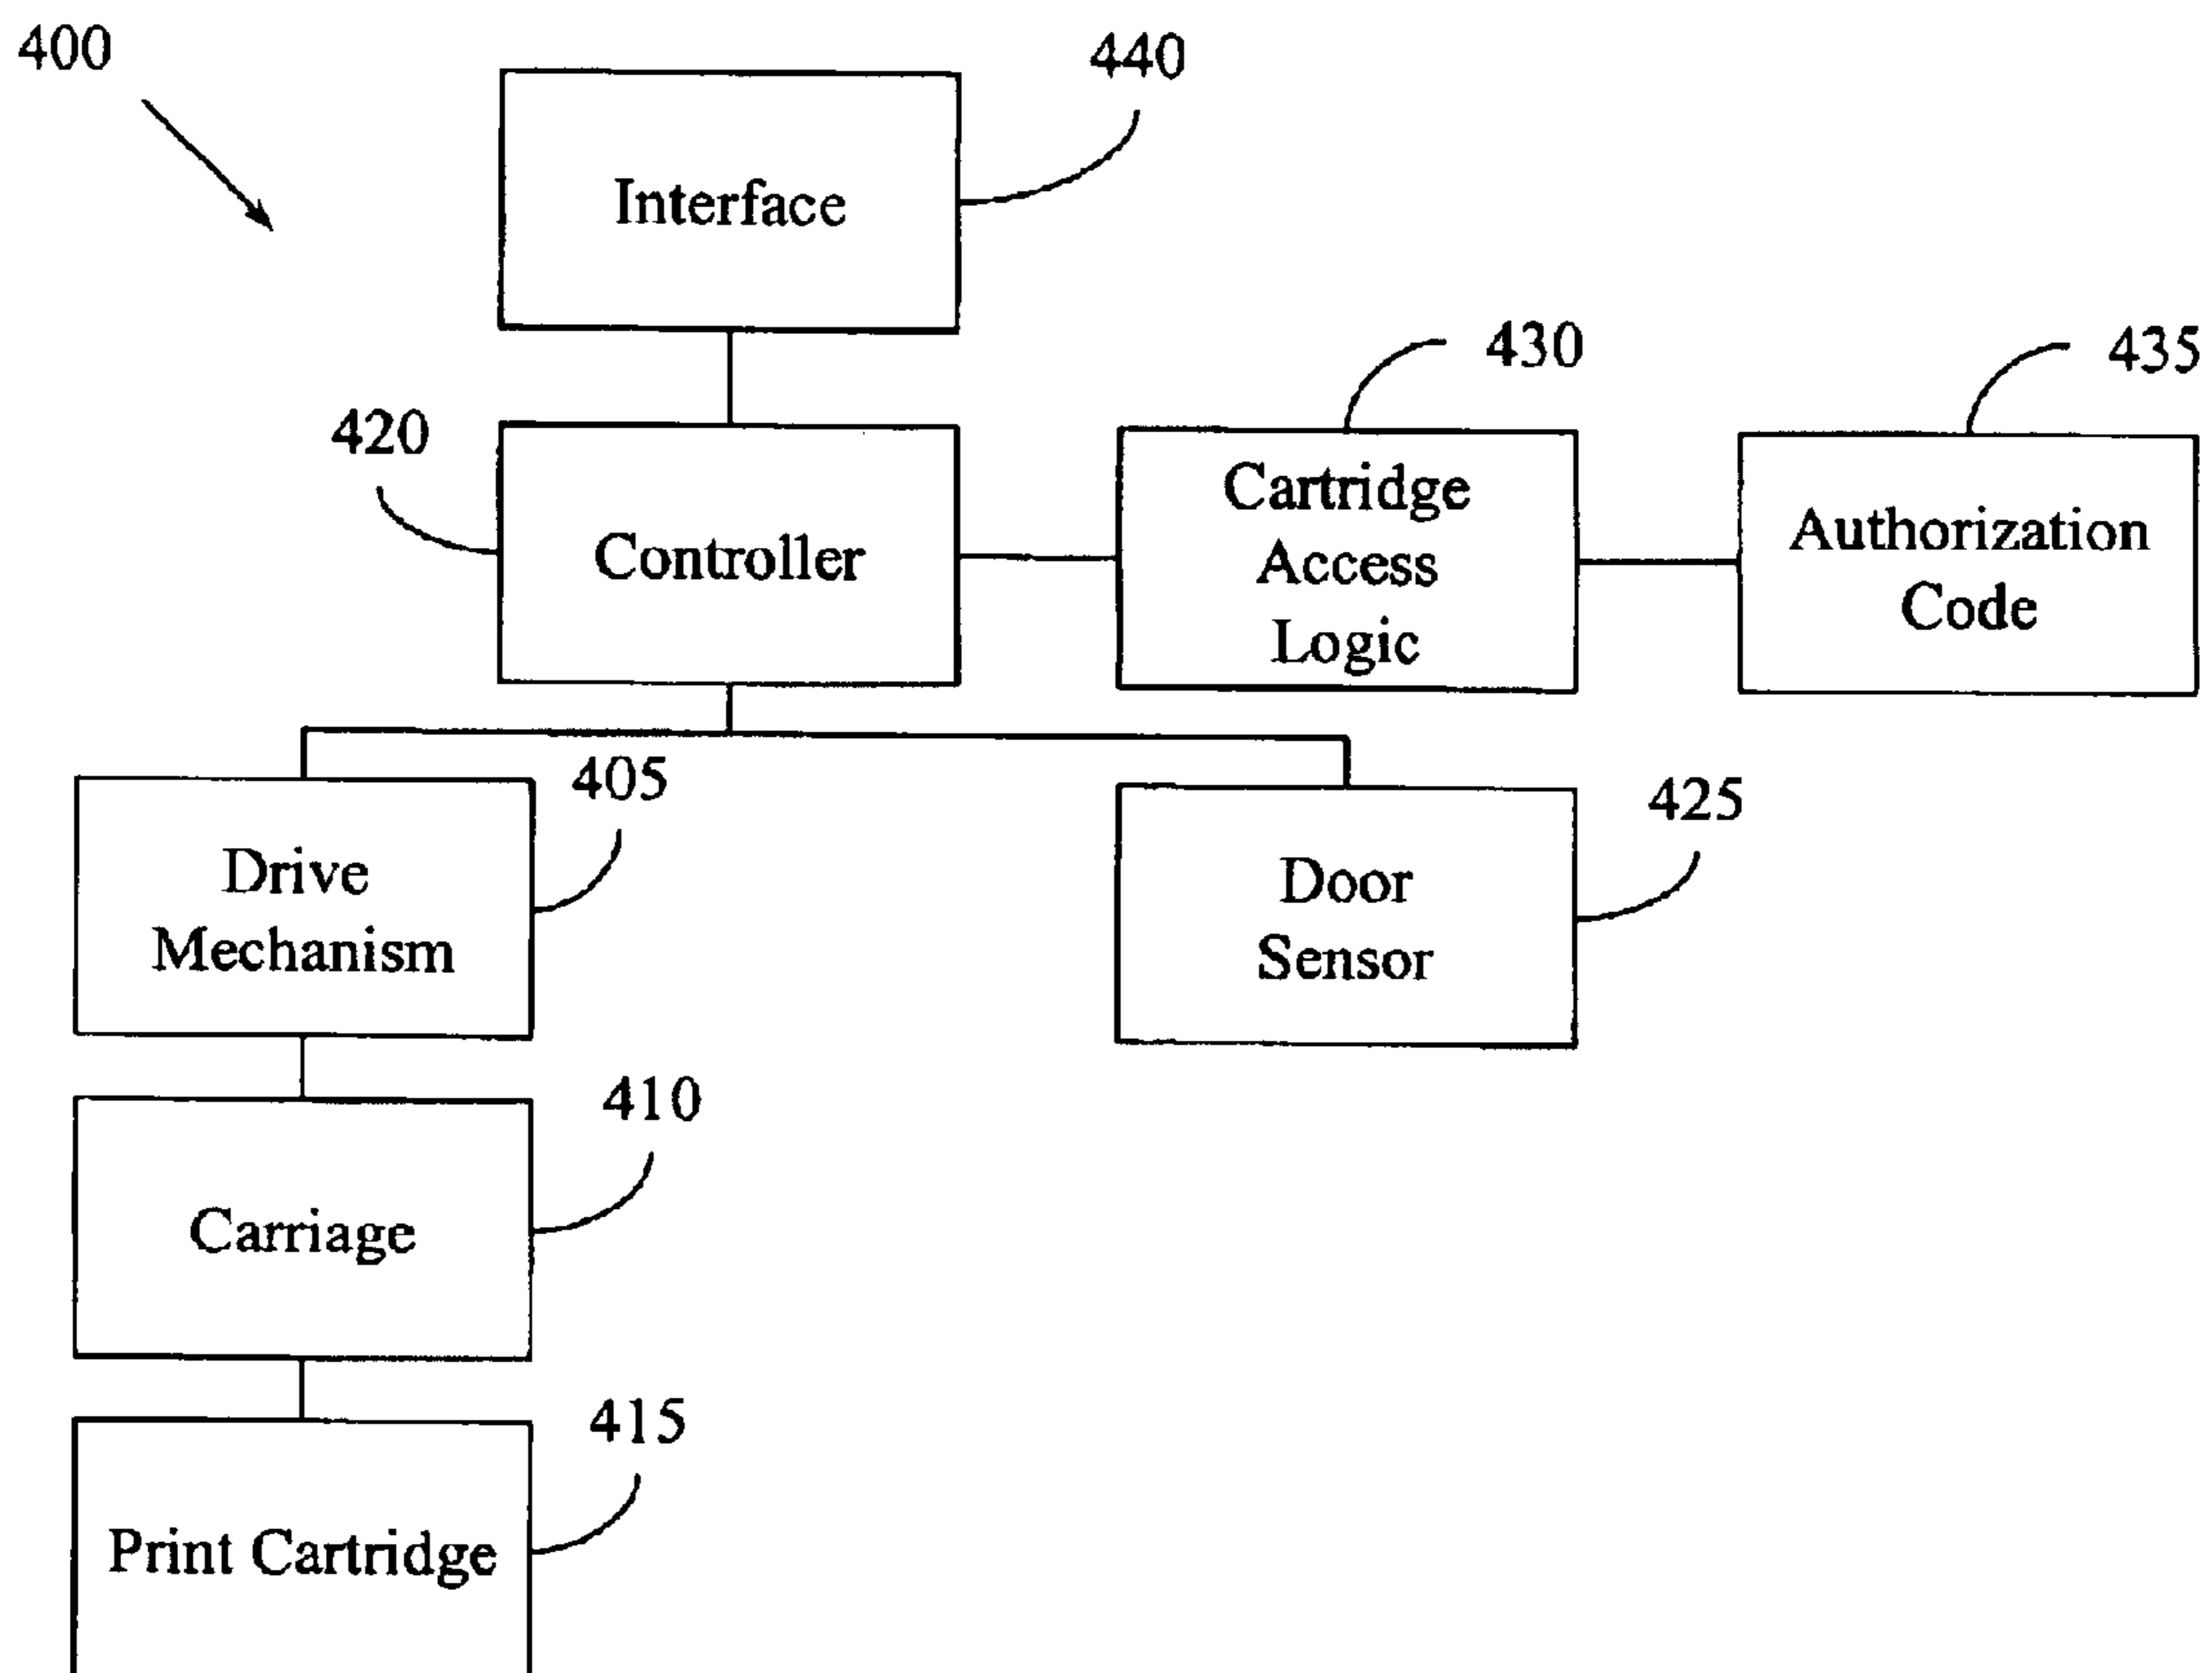 400
440
Interface
430
435
420
Controller
Cartridge
Access
Logic
Authorization
Code
405
Drive
Mechanism
425
Door
Sensor
410
Carriage
415
Print Cartridge